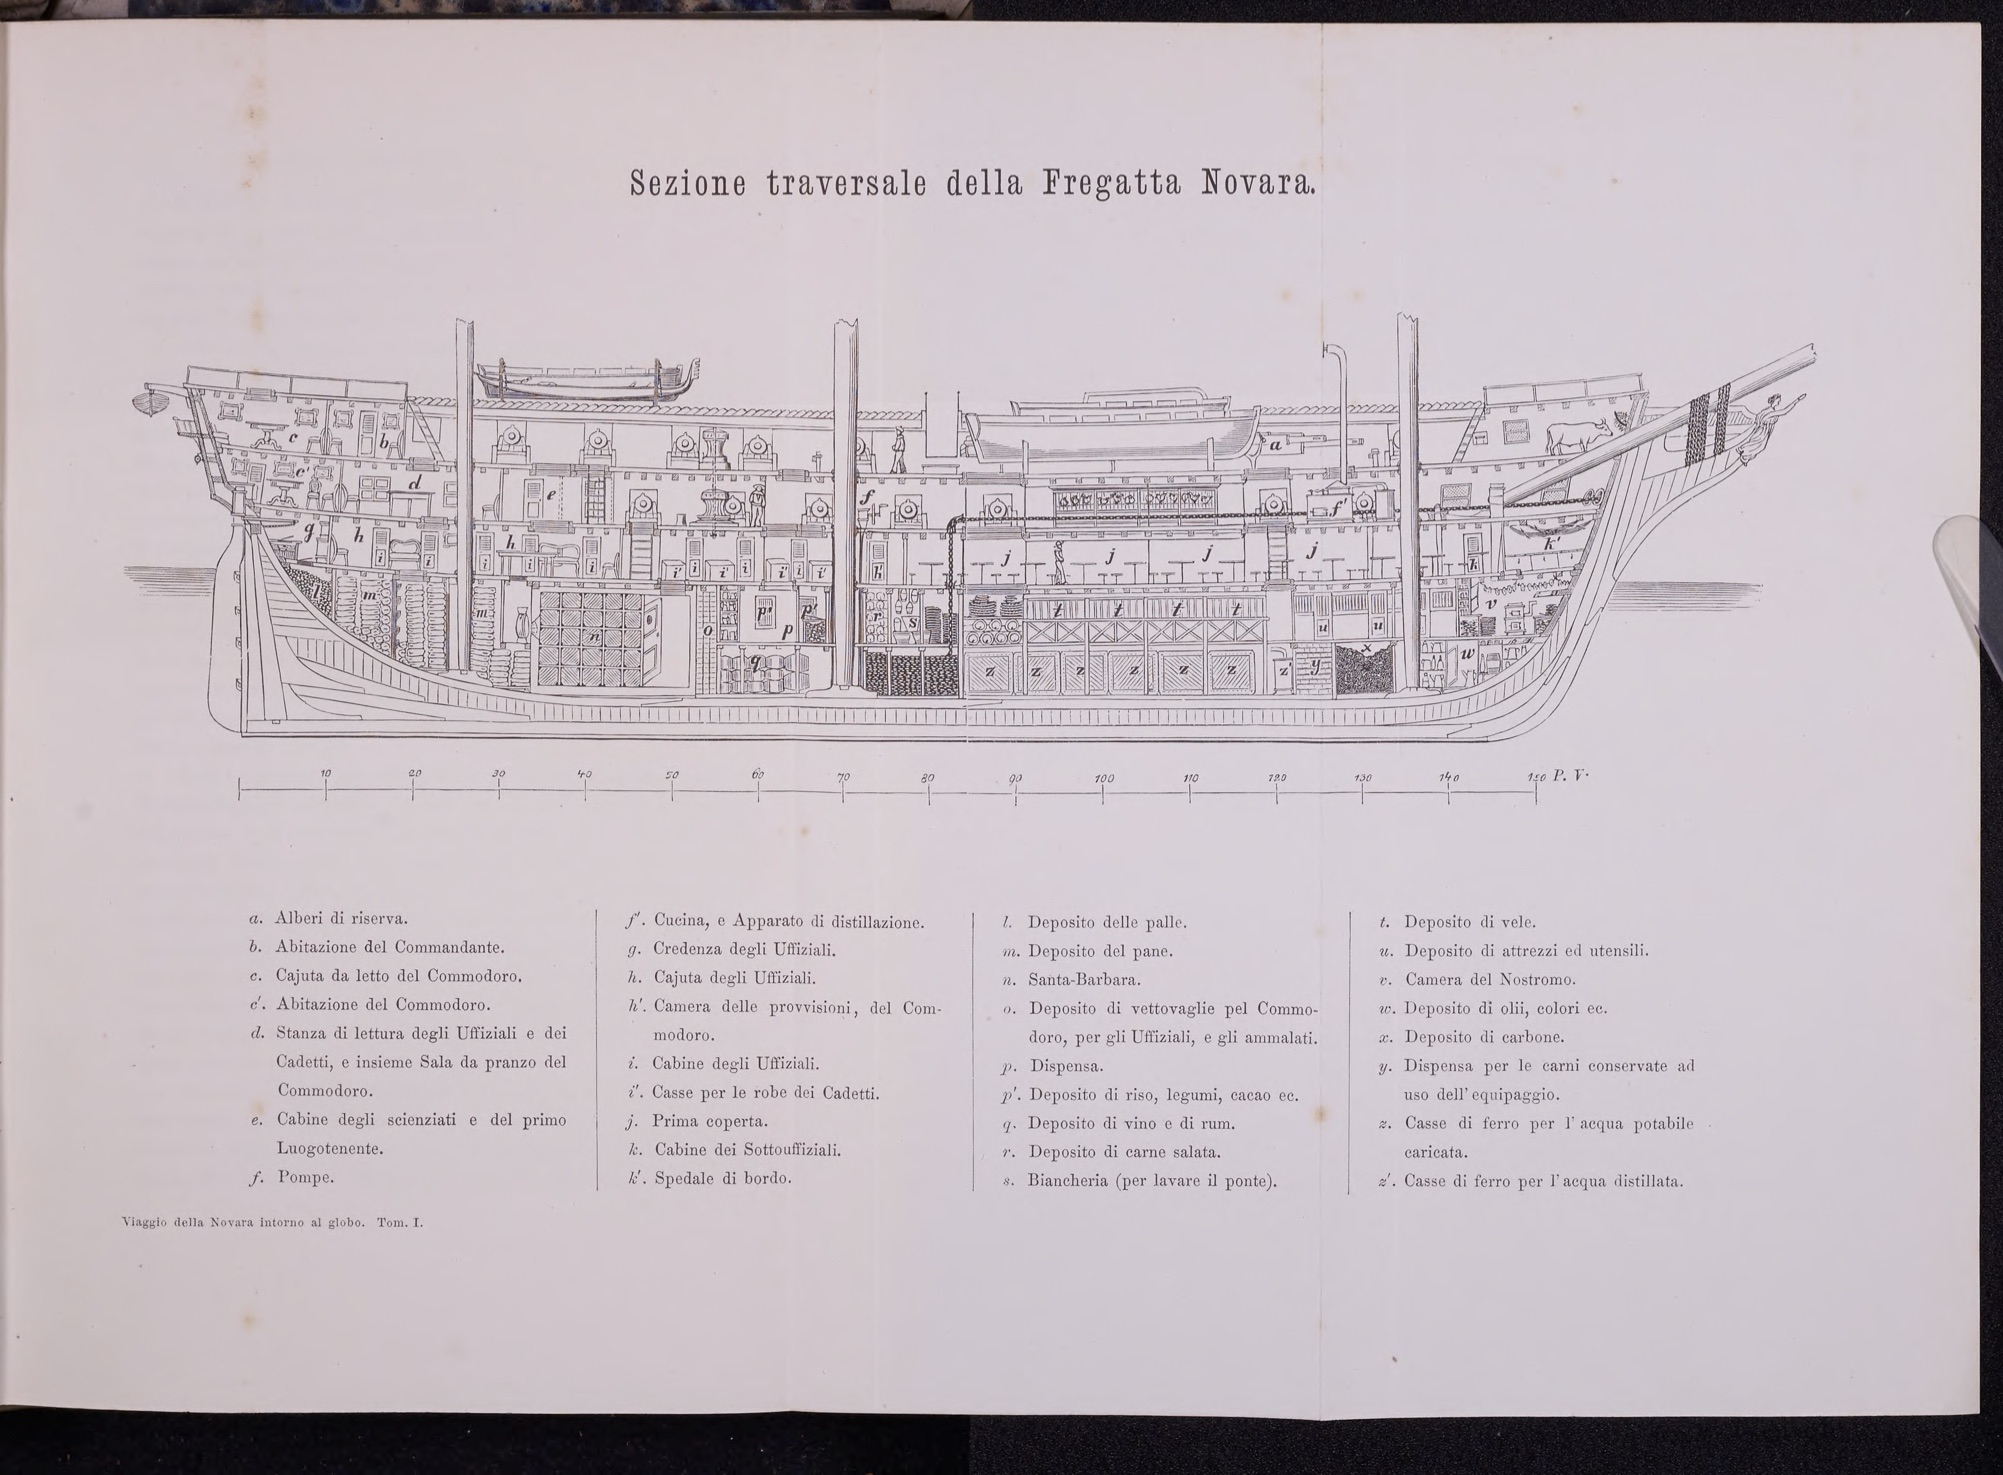 Sezione traversale della Fregatta Novara.
c
b
a
c'
d
e
f
f'
g
h
i
i
i
h
i
i
i'
i
i'
i
i'
i
i'
h'
j
j
j
j
k
k'
l
m
m
n
o
p'
p
p'
q
r
s
t
t
t
t
u
u
v
w
x
y
z
z
z
z
z
z
z'
10 20 30 40 50 60 70 80 90 100 110 120 130 140 150 P. V.
a. Alberi di riserva.
b. Abitazione del Commandante.
c. Cajuta da letto del Commodoro.
c'. Abitazione del Commodoro.
d. Stanza di lettura degli Uffiziali e dei
Cadetti, e insieme Sala da pranzo del
Commodoro.
e. Cabine degli scienziati e del primo
Luogotenente.
f. Pompe.
f'. Cucina, e Apparato di distillazione.
g. Credenza degli Uffiziali.
h. Cajuta degli Uffiziali.
h'. Camera delle provvisioni, del Com-
modoro.
i. Cabine degli Uffiziali.
i'. Casse per le robe dei Cadetti.
j. Prima coperta.
k. Cabine dei Sottouffiziali.
k'. Spedale di bordo.
l. Deposito delle palle.
m. Deposito del pane.
n. Santa-Barbara.
o. Deposito di vettovaglie pel Commo-
doro, per gli Uffiziali, e gli ammalati.
p. Dispensa.
p'. Deposito di riso, legumi, cacao ec.
q. Deposito di vino e di rum.
r. Deposito di carne salata.
s. Biancheria (per lavare il ponte).
t. Deposito di vele.
u. Deposito di attrezzi ed utensili.
v. Camera del Nostromo.
w. Deposito di olii, colori ec.
x. Deposito di carbone.
y. Dispensa per le carni conservate ad
uso dell' equipaggio.
z. Casse di ferro per l' acqua potabile
caricata.
z'. Casse di ferro per l' acqua distillata.
Viaggio della Novara intorno al globo. Tom. I.